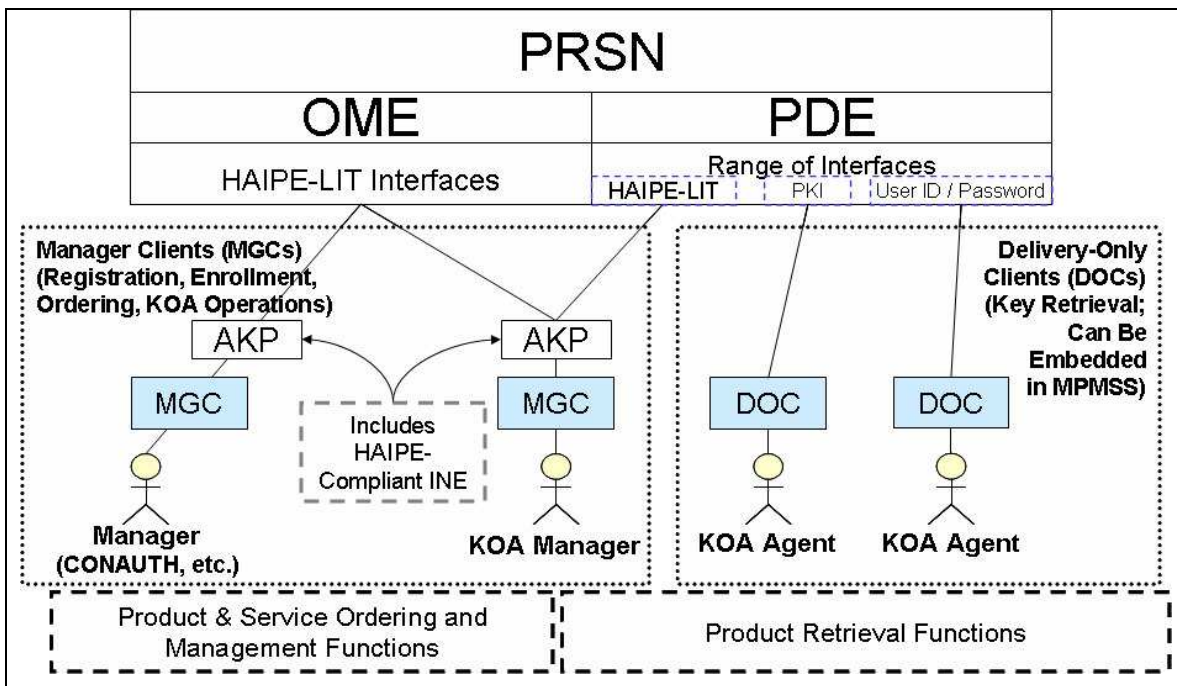 PRSN
OME
PDE
HAIPE-LIT Interfaces
Range of Interfaces
HAIPE-LIT
PKI
User ID / Password
Manager Clients (MGCs)
(Registration, Enrollment,
Ordering, KOA Operations)
AKP
AKP
MGC
MGC
Includes
HAIPE-
Compliant INE
Manager
(CONAUTH, etc.)
KOA Manager
Delivery-Only
Clients (DOCs)
(Key Retrieval;
Can Be
Embedded
in MPMSS)
DOC
DOC
KOA Agent
KOA Agent
Product & Service Ordering and
Management Functions
Product Retrieval Functions